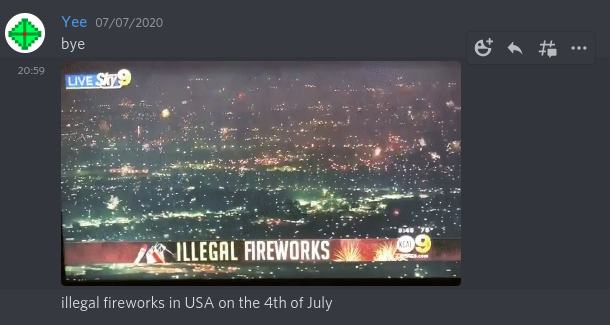 Yee 07/07/2020
bye
20:59
LIVE Sky9
ILLEGAL FIREWORKS
KCAL 9
illegal fireworks in USA on the 4th of July